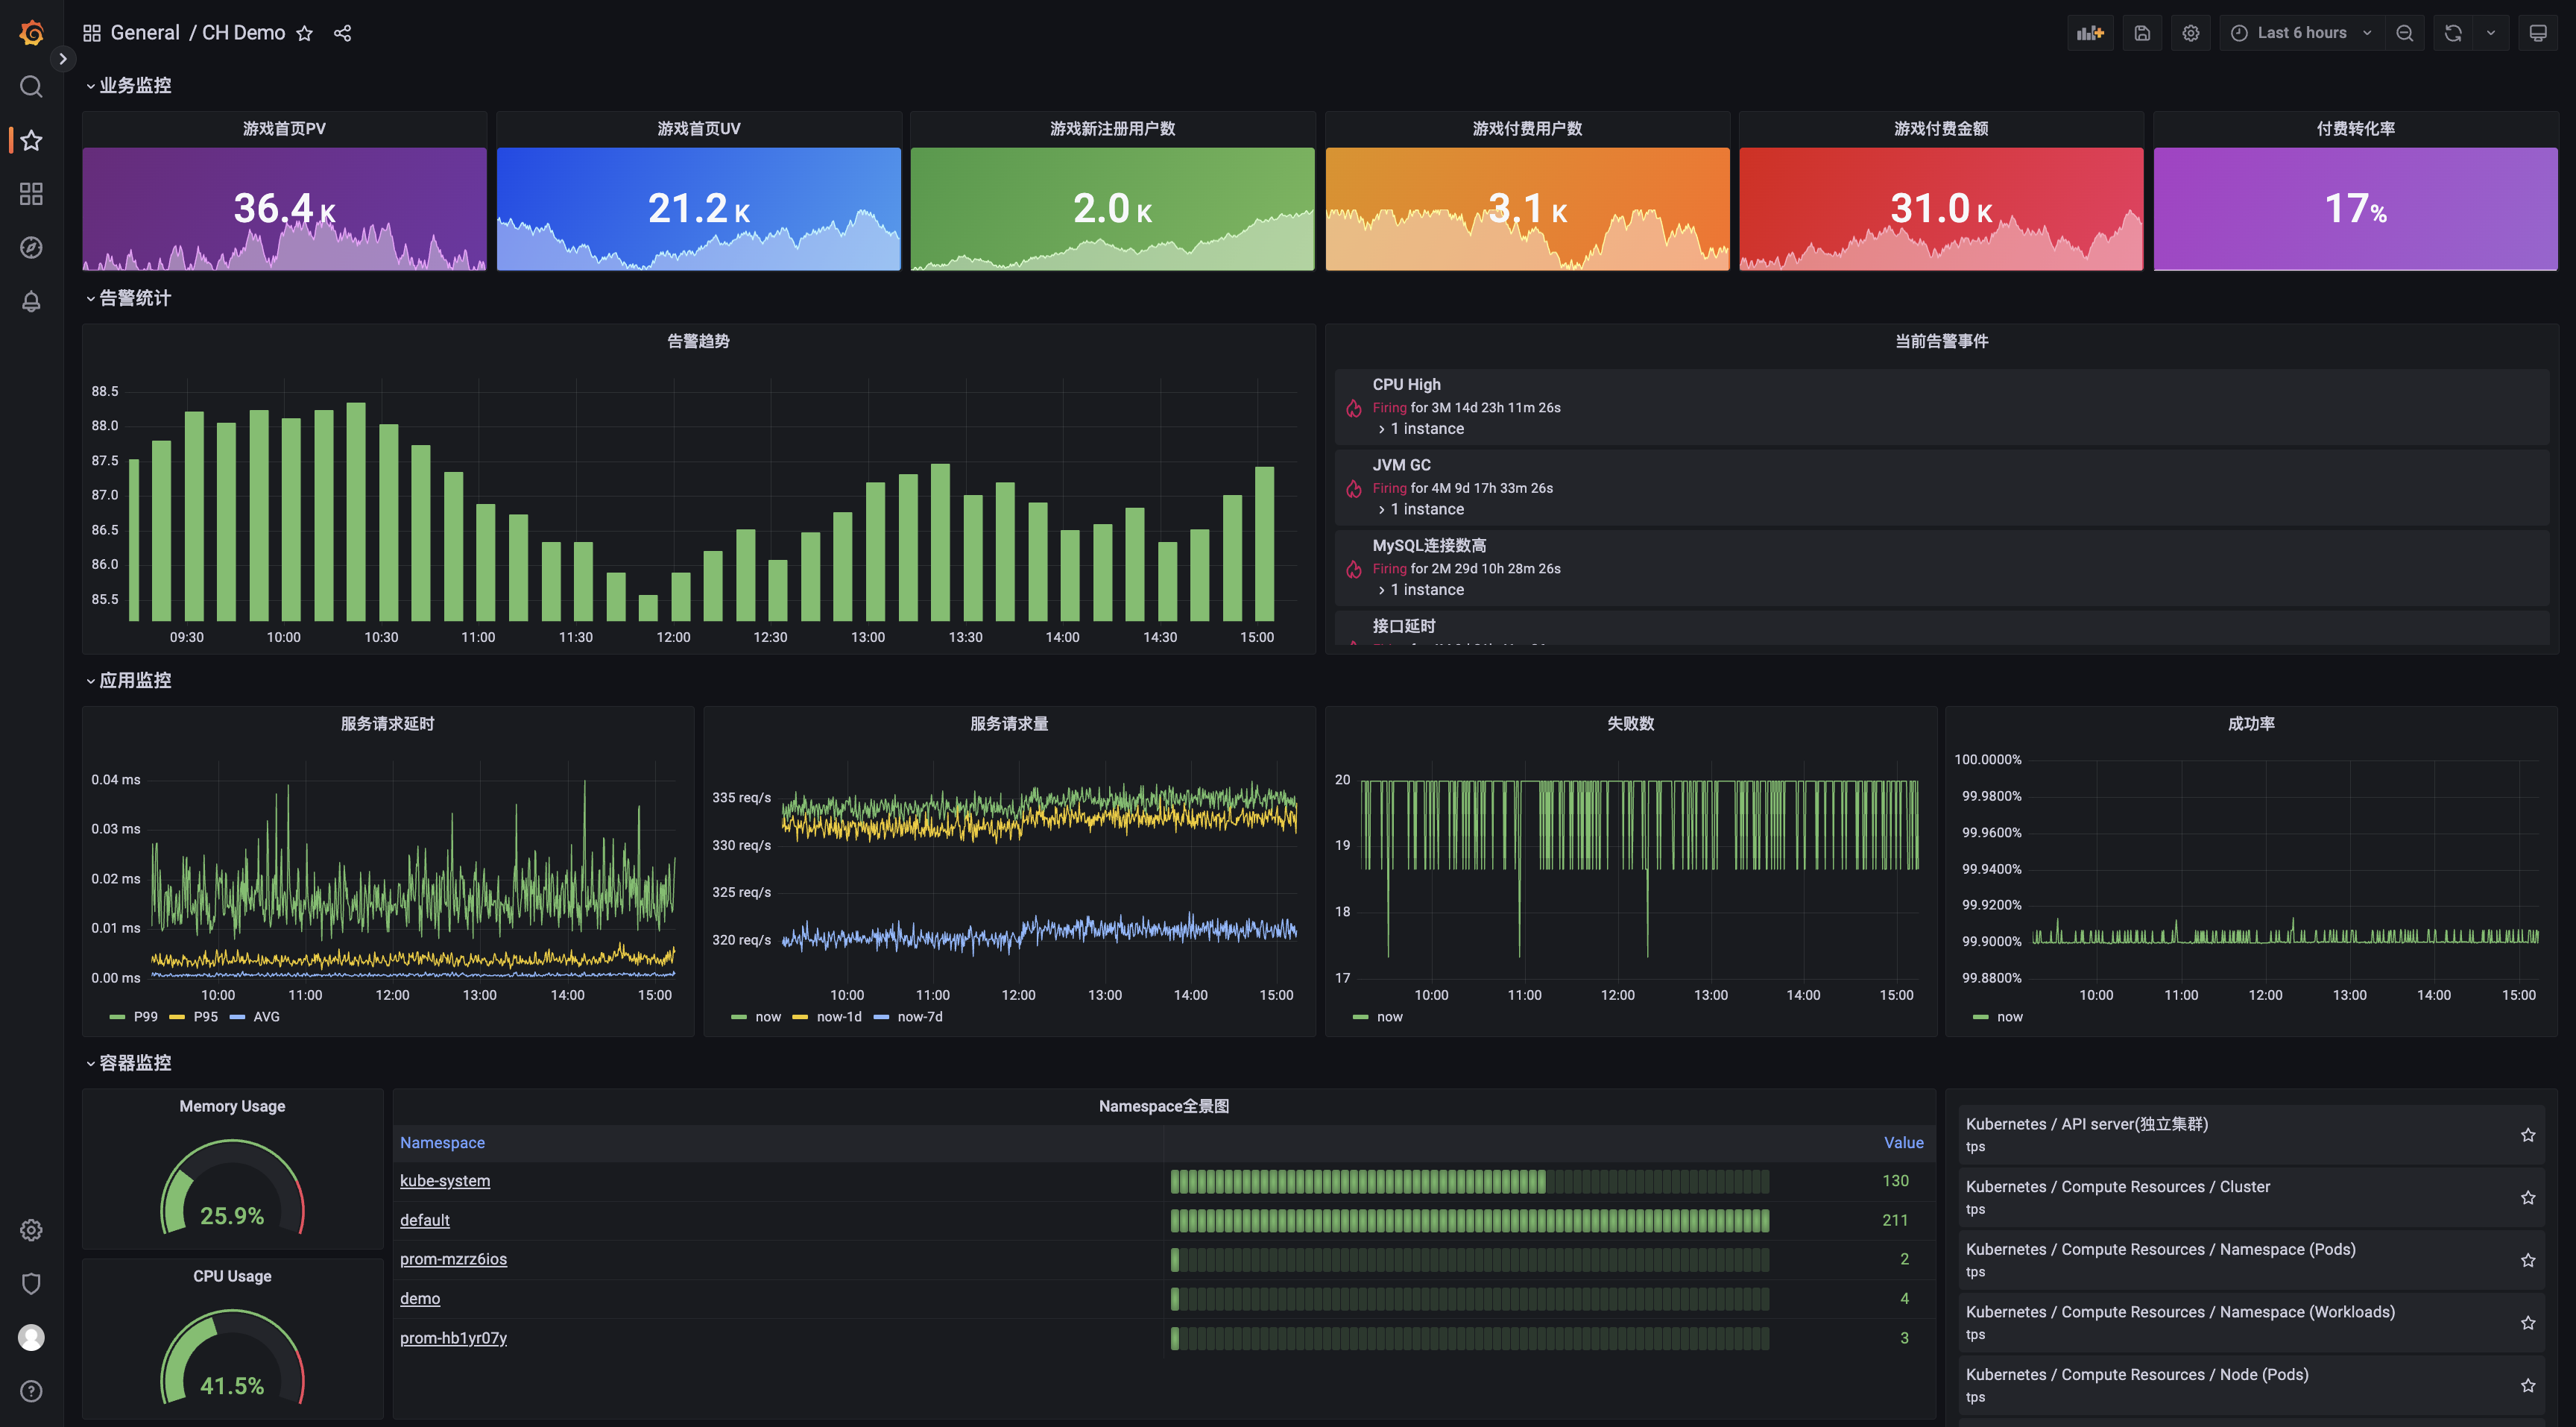 General / CH Demo
Last 6 hours
业务监控
游戏首页PV
36.4 K
游戏首页UV
21.2 K
游戏新注册用户数
2.0 K
游戏付费用户数
3.1 K
游戏付费金额
31.0 K
付费转化率
17%
告警统计
告警趋势
88.5
88.0
87.5
87.0
86.5
86.0
85.5
09:30 10:00 10:30 11:00 11:30 12:00 12:30 13:00 13:30 14:00 14:30 15:00
当前告警事件
CPU High
Firing for 3M 14d 23h 11m 26s
1 instance
JVM GC
Firing for 4M 9d 17h 33m 26s
1 instance
MySQL连接数高
Firing for 2M 29d 10h 28m 26s
1 instance
接口延时
应用监控
服务请求延时
0.04 ms
0.03 ms
0.02 ms
0.01 ms
0.00 ms
10:00 11:00 12:00 13:00 14:00 15:00
P99 P95 AVG
服务请求量
335 req/s
330 req/s
325 req/s
320 req/s
10:00 11:00 12:00 13:00 14:00 15:00
now now-1d now-7d
失败数
20
19
18
17
10:00 11:00 12:00 13:00 14:00 15:00
now
成功率
100.0000%
99.9800%
99.9600%
99.9400%
99.9200%
99.9000%
99.8800%
10:00 11:00 12:00 13:00 14:00 15:00
now
容器监控
Memory Usage
25.9%
CPU Usage
41.5%
Namespace全景图
Namespace Value
kube-system 130
default 211
prom-mzrz6ios 2
demo 4
prom-hb1yr07y 3
Kubernetes / API server(独立集群)
tps
Kubernetes / Compute Resources / Cluster
tps
Kubernetes / Compute Resources / Namespace (Pods)
tps
Kubernetes / Compute Resources / Namespace (Workloads)
tps
Kubernetes / Compute Resources / Node (Pods)
tps